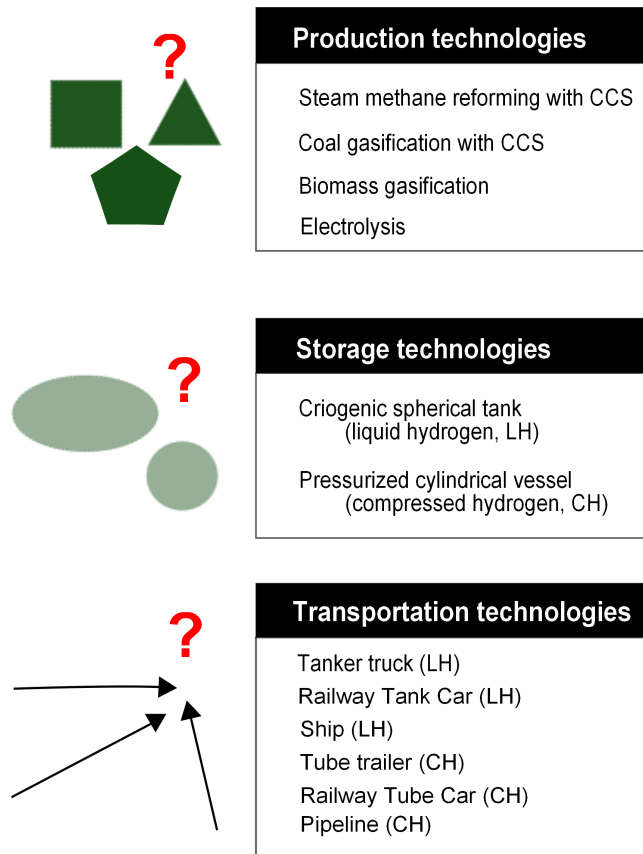 ?
Production technologies
Steam methane reforming with CCS
Coal gasification with CCS
Biomass gasification
Electrolysis
?
Storage technologies
Criogenic spherical tank
(liquid hydrogen, LH)
Pressurized cylindrical vessel
(compressed hydrogen, CH)
?
Transportation technologies
Tanker truck (LH)
Railway Tank Car (LH)
Ship (LH)
Tube trailer (CH)
Railway Tube Car (CH)
Pipeline (CH)